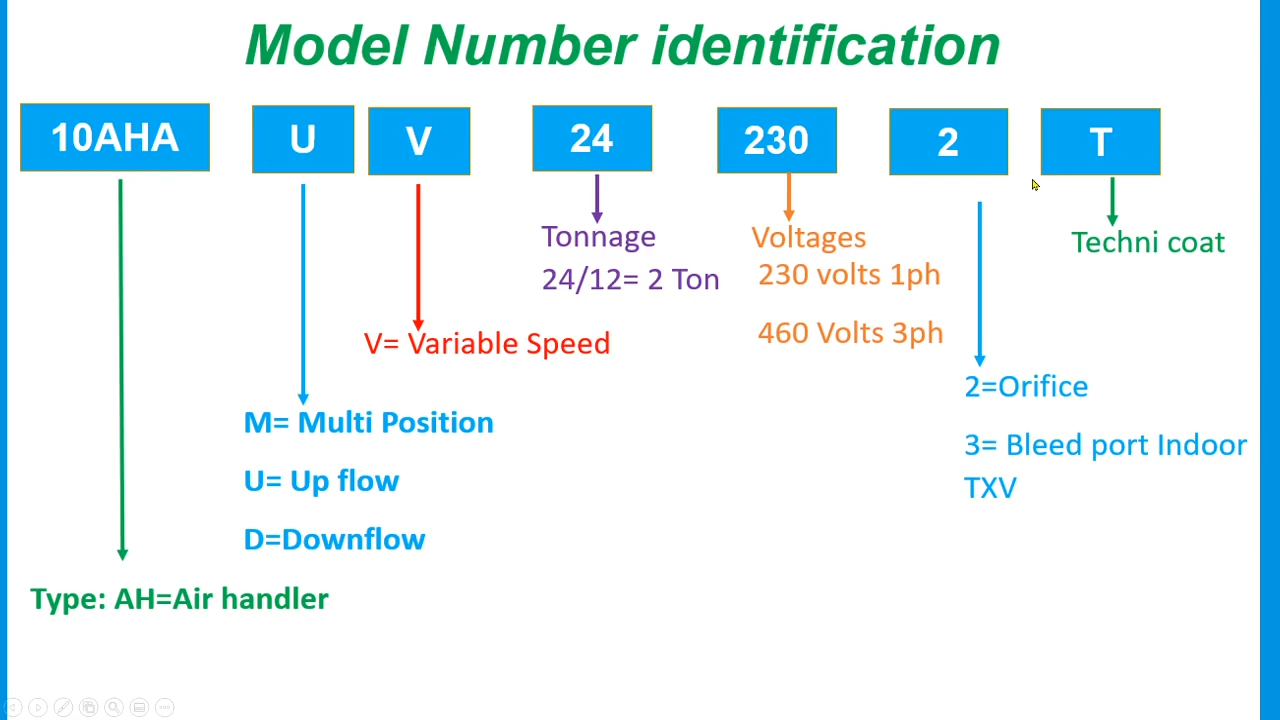 Model Number identification
10AHA U V 24 230 2 T
Tonnage
24/12= 2 Ton
Voltages
230 volts 1ph
460 Volts 3ph
Techni coat
V= Variable Speed
2=Orifice
3= Bleed port Indoor
TXV
M= Multi Position
U= Up flow
D=Downflow
Type: AH=Air handler